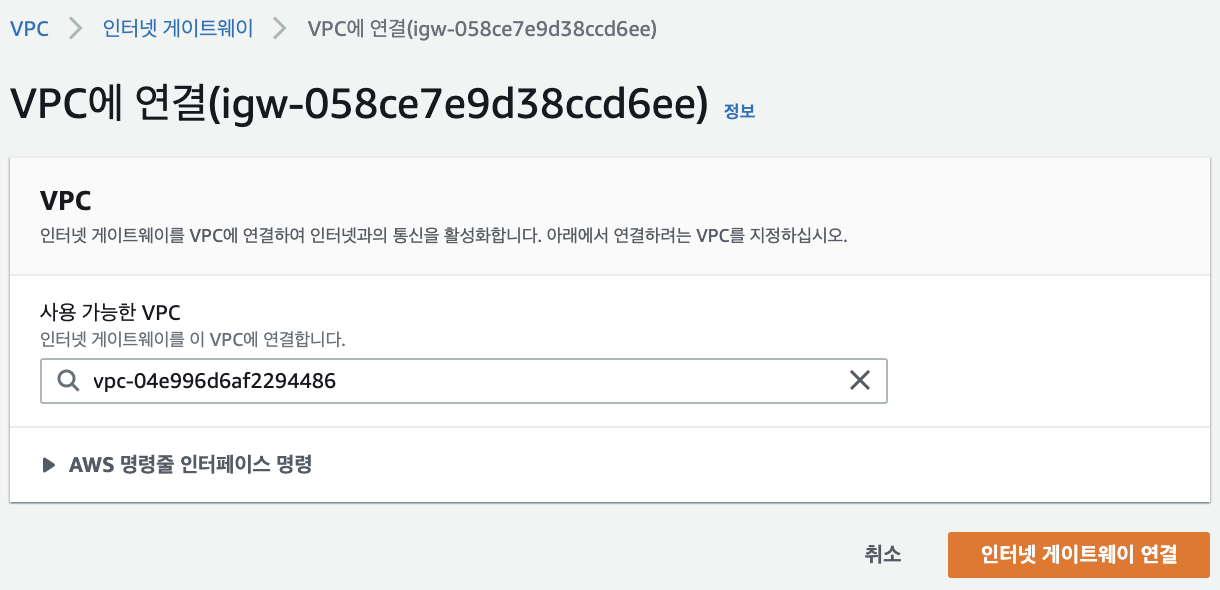 VPC > 인터넷 게이트웨이 > VPC에 연결(igw-058ce7e9d38ccd6ee)
VPC에 연결(igw-058ce7e9d38ccd6ee) 정보
VPC
인터넷 게이트웨이를 VPC에 연결하여 인터넷과의 통신을 활성화합니다. 아래에서 연결하려는 VPC를 지정하십시오.
사용 가능한 VPC
인터넷 게이트웨이를 이 VPC에 연결합니다.
vpc-04e996d6af2294486
AWS 명령줄 인터페이스 명령
취소 인터넷 게이트웨이 연결